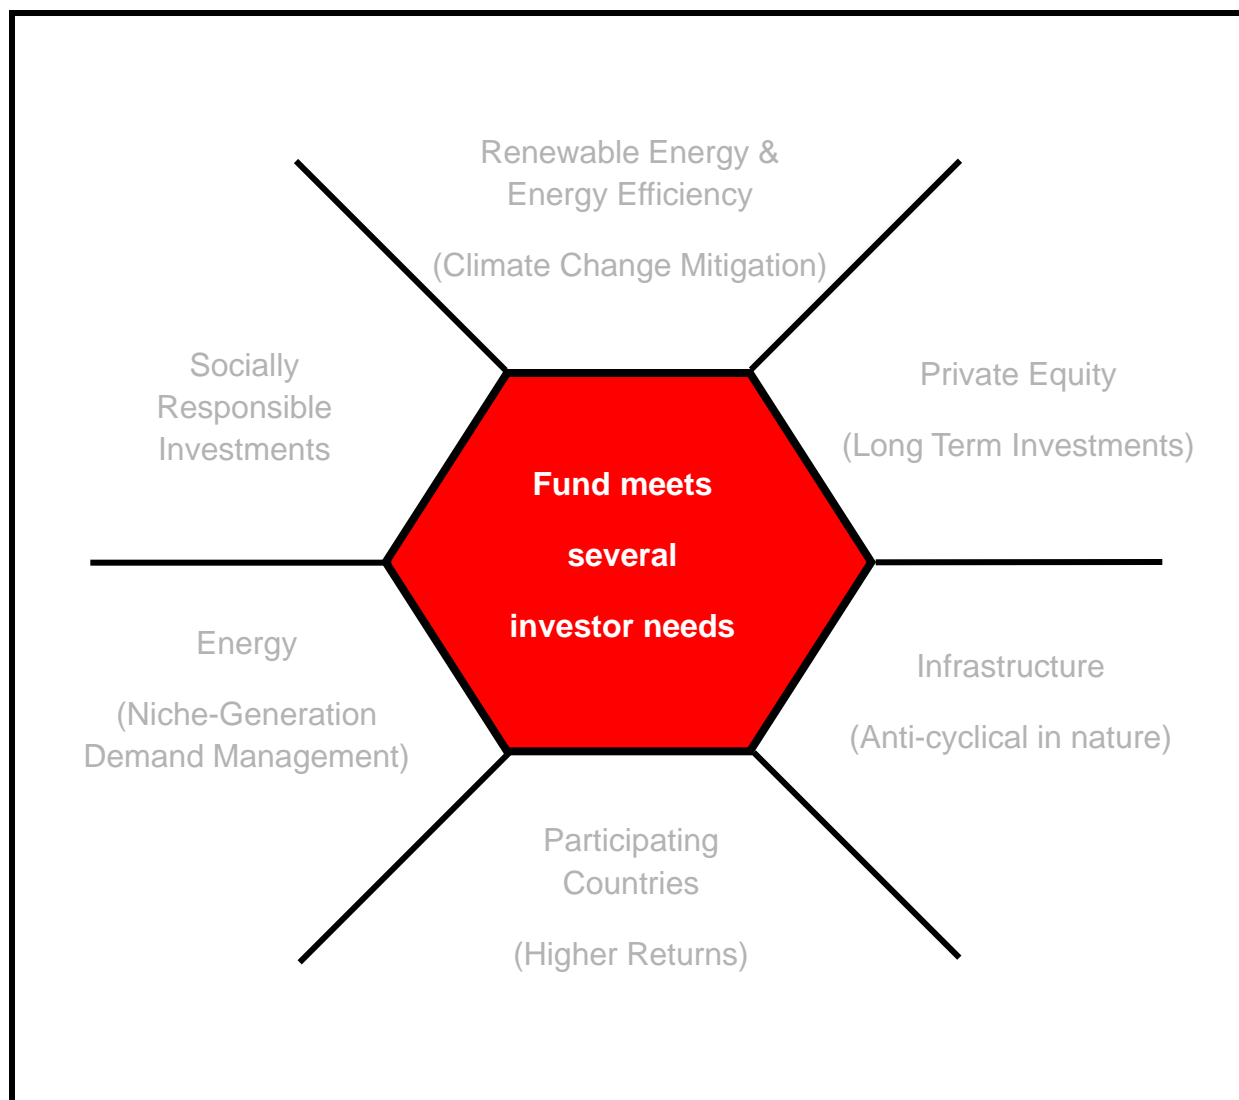 Renewable Energy &
Energy Efficiency
(Climate Change Mitigation)
Socially
Responsible
Investments
Private Equity
(Long Term Investments)
Fund meets
several
investor needs
Energy
(Niche-Generation
Demand Management)
Infrastructure
(Anti-cyclical in nature)
Participating
Countries
(Higher Returns)